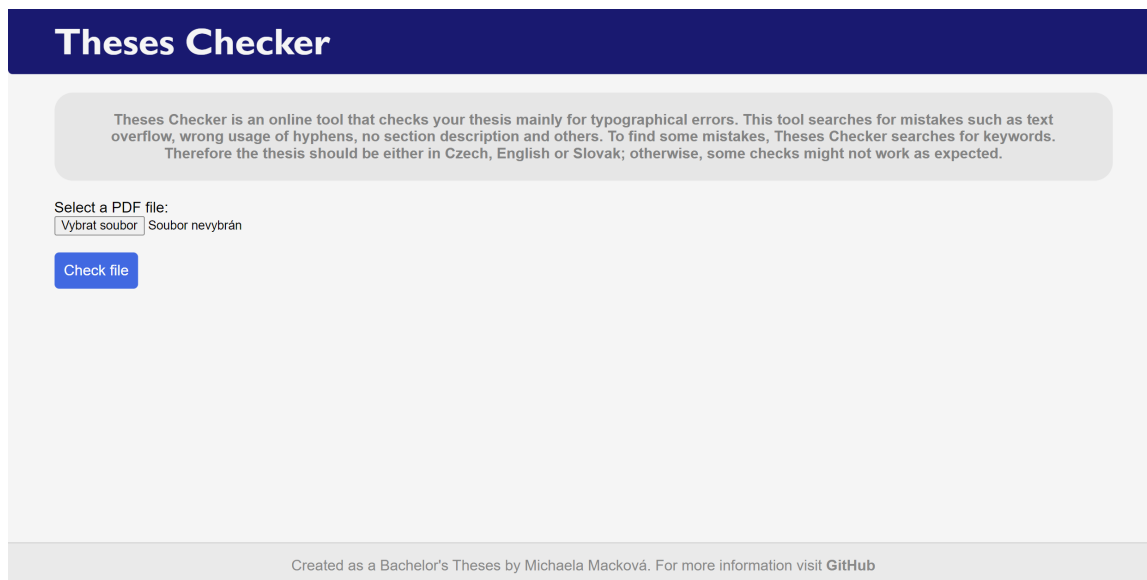 Theses Checker
Theses Checker is an online tool that checks your thesis mainly for typographical errors. This tool searches for mistakes such as text
overflow, wrong usage of hyphens, no section description and others. To find some mistakes, Theses Checker searches for keywords.
Therefore the thesis should be either in Czech, English or Slovak; otherwise, some checks might not work as expected.
Select a PDF file:
Vybrat soubor Soubor nevybrán
Check file
Created as a Bachelor's Theses by Michaela Macková. For more information visit GitHub